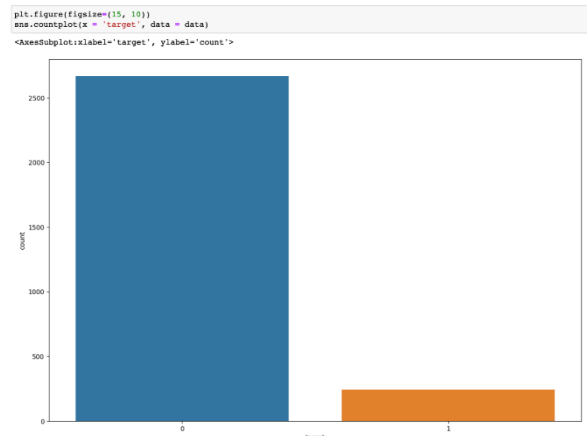 plt.figure(figsize=(15, 10))
sns.countplot(x = 'target', data = data)
<AxesSubplot:xlabel='target', ylabel='count'>
2500
2000
1500
1000
500
0
count
0
1